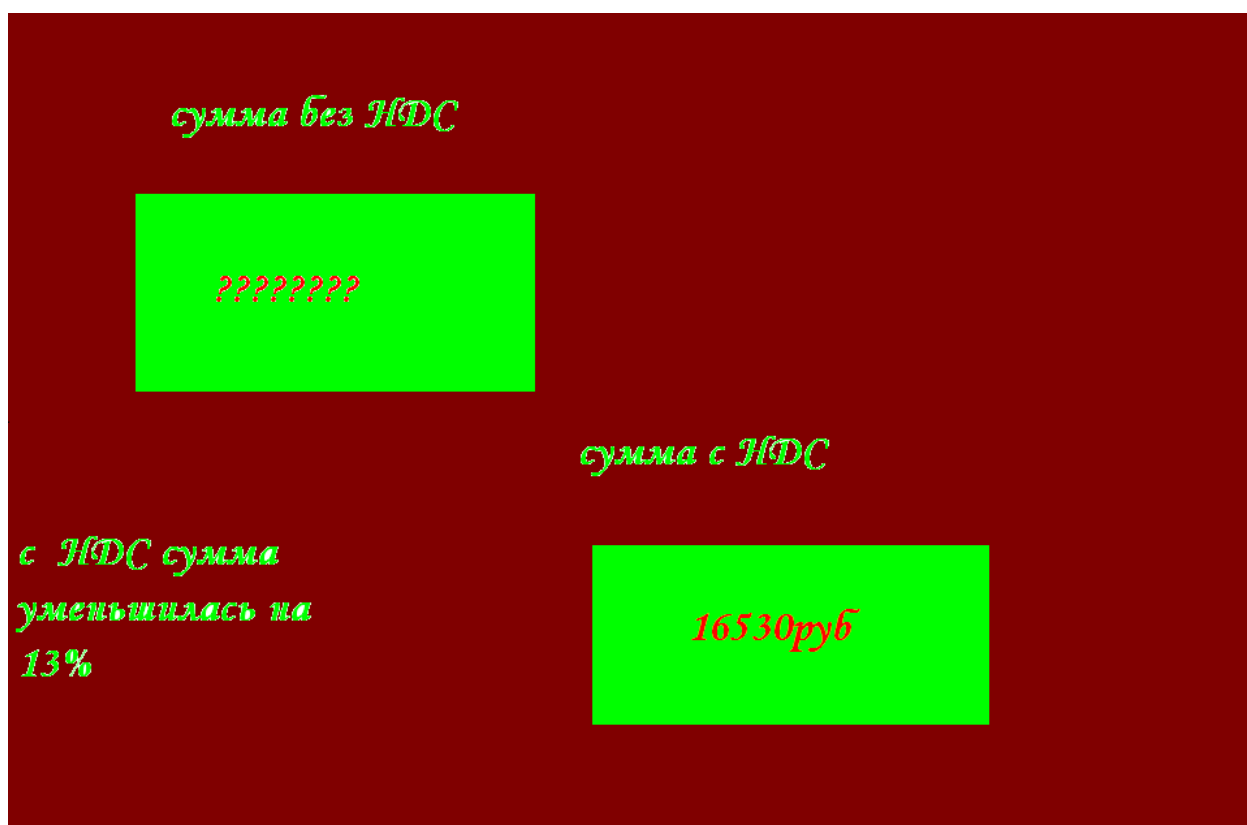 сумма без НДС
????????
сумма с НДС
с НДС сумма
уменьшилась на
13%
16530руб